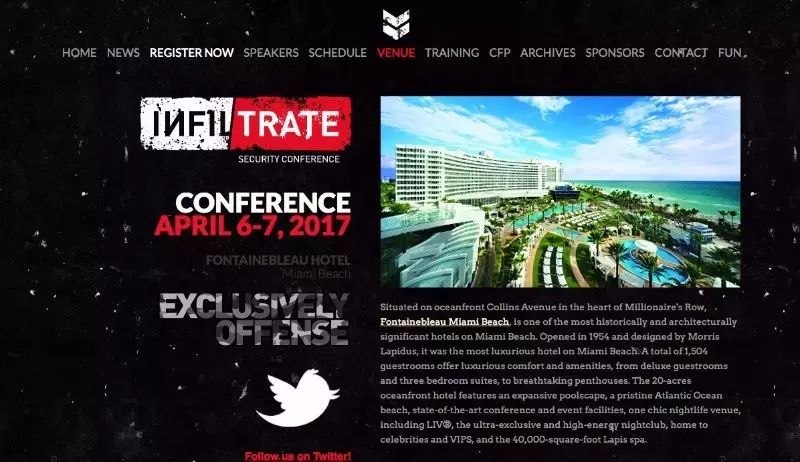 HOME NEWS REGISTER NOW SPEAKERS SCHEDULE VENUE TRAINING CFP ARCHIVES SPONSORS CONTACT FUN
INFILTRATE
SECURITY CONFERENCE
CONFERENCE
APRIL 6-7, 2017
FONTAINEBLEAU HOTEL
Miami Beach
EXCLUSIVELY
OFFENSE
Follow us on Twitter!
Situated on oceanfront Collins Avenue in the heart of Millionaire's Row,
Fontainebleau Miami Beach, is one of the most historically and architecturally
significant hotels on Miami Beach. Opened in 1954 and designed by Morris
Lapidus, it was the most luxurious hotel on Miami Beach. A total of 1,504
guestrooms offer luxurious comfort and amenities, from deluxe guestrooms
and three bedroom suites, to breathtaking penthouses. The 20-acres
oceanfront hotel features an expansive poolscape, a pristine Atlantic Ocean
beach, state-of-the-art conference and event facilities, one chic nightlife venue,
including LIV®, the ultra-exclusive and high-energy nightclub, home to
celebrities and VIPS, and the 40,000-square-foot Lapis spa.